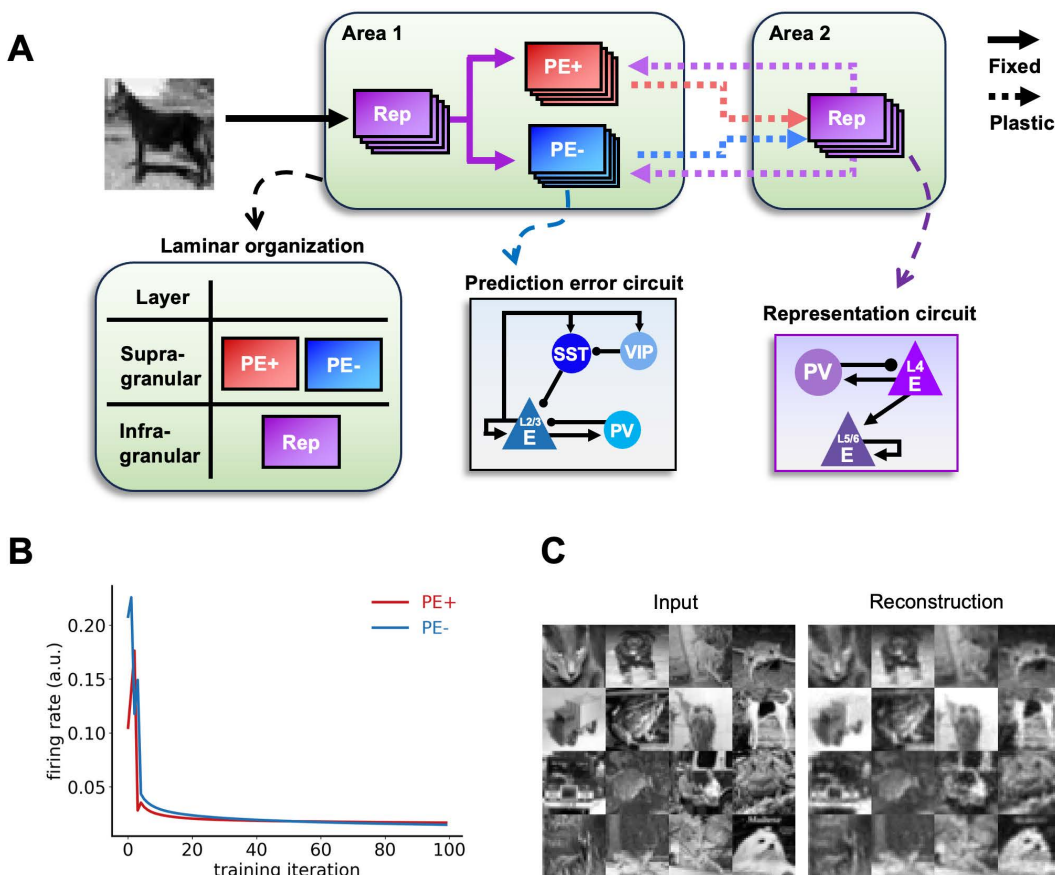 A
Area 1
Area 2
Fixed
Plastic
Rep
PE+
PE-
Rep
Laminar organization
Layer
Supra-
granular
PE+
PE-
Infra-
granular
Rep
Prediction error circuit
SST
VIP
L2/3
E
PV
Representation circuit
PV
L4
E
L5/6
E
B
firing rate (a.u.)
0.20
0.15
0.10
0.05
PE+
PE-
0
20
40
60
80
100
training iteration
C
Input
Reconstruction